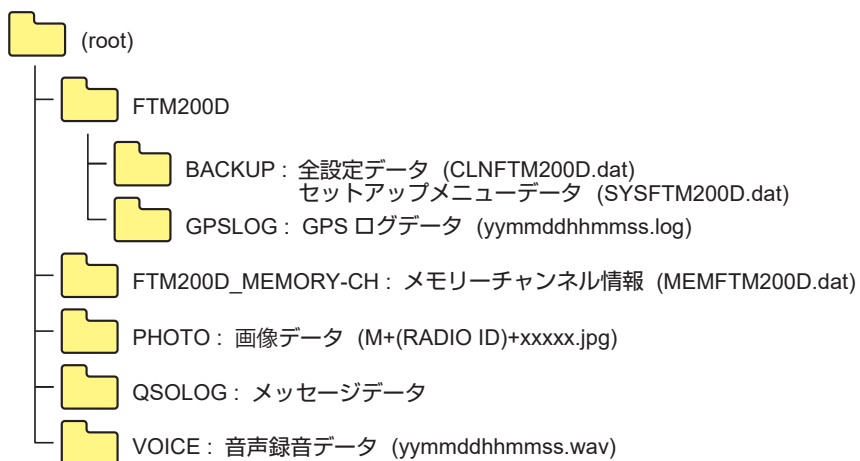 (root)
FTM200D
BACKUP : 全設定データ (CLNFTM200D.dat)
セットアップメニューデータ (SYSFTM200D.dat)
GPSLOG : GPS ログデータ (yymmddhhmmss.log)
FTM200D_MEMORY-CH : メモリーチャンネル情報 (MEMFTM200D.dat)
PHOTO : 画像データ (M+(RADIO ID)+xxxxx.jpg)
QSOLOG : メッセージデータ
VOICE : 音声録音データ (yymmddhhmmss.wav)